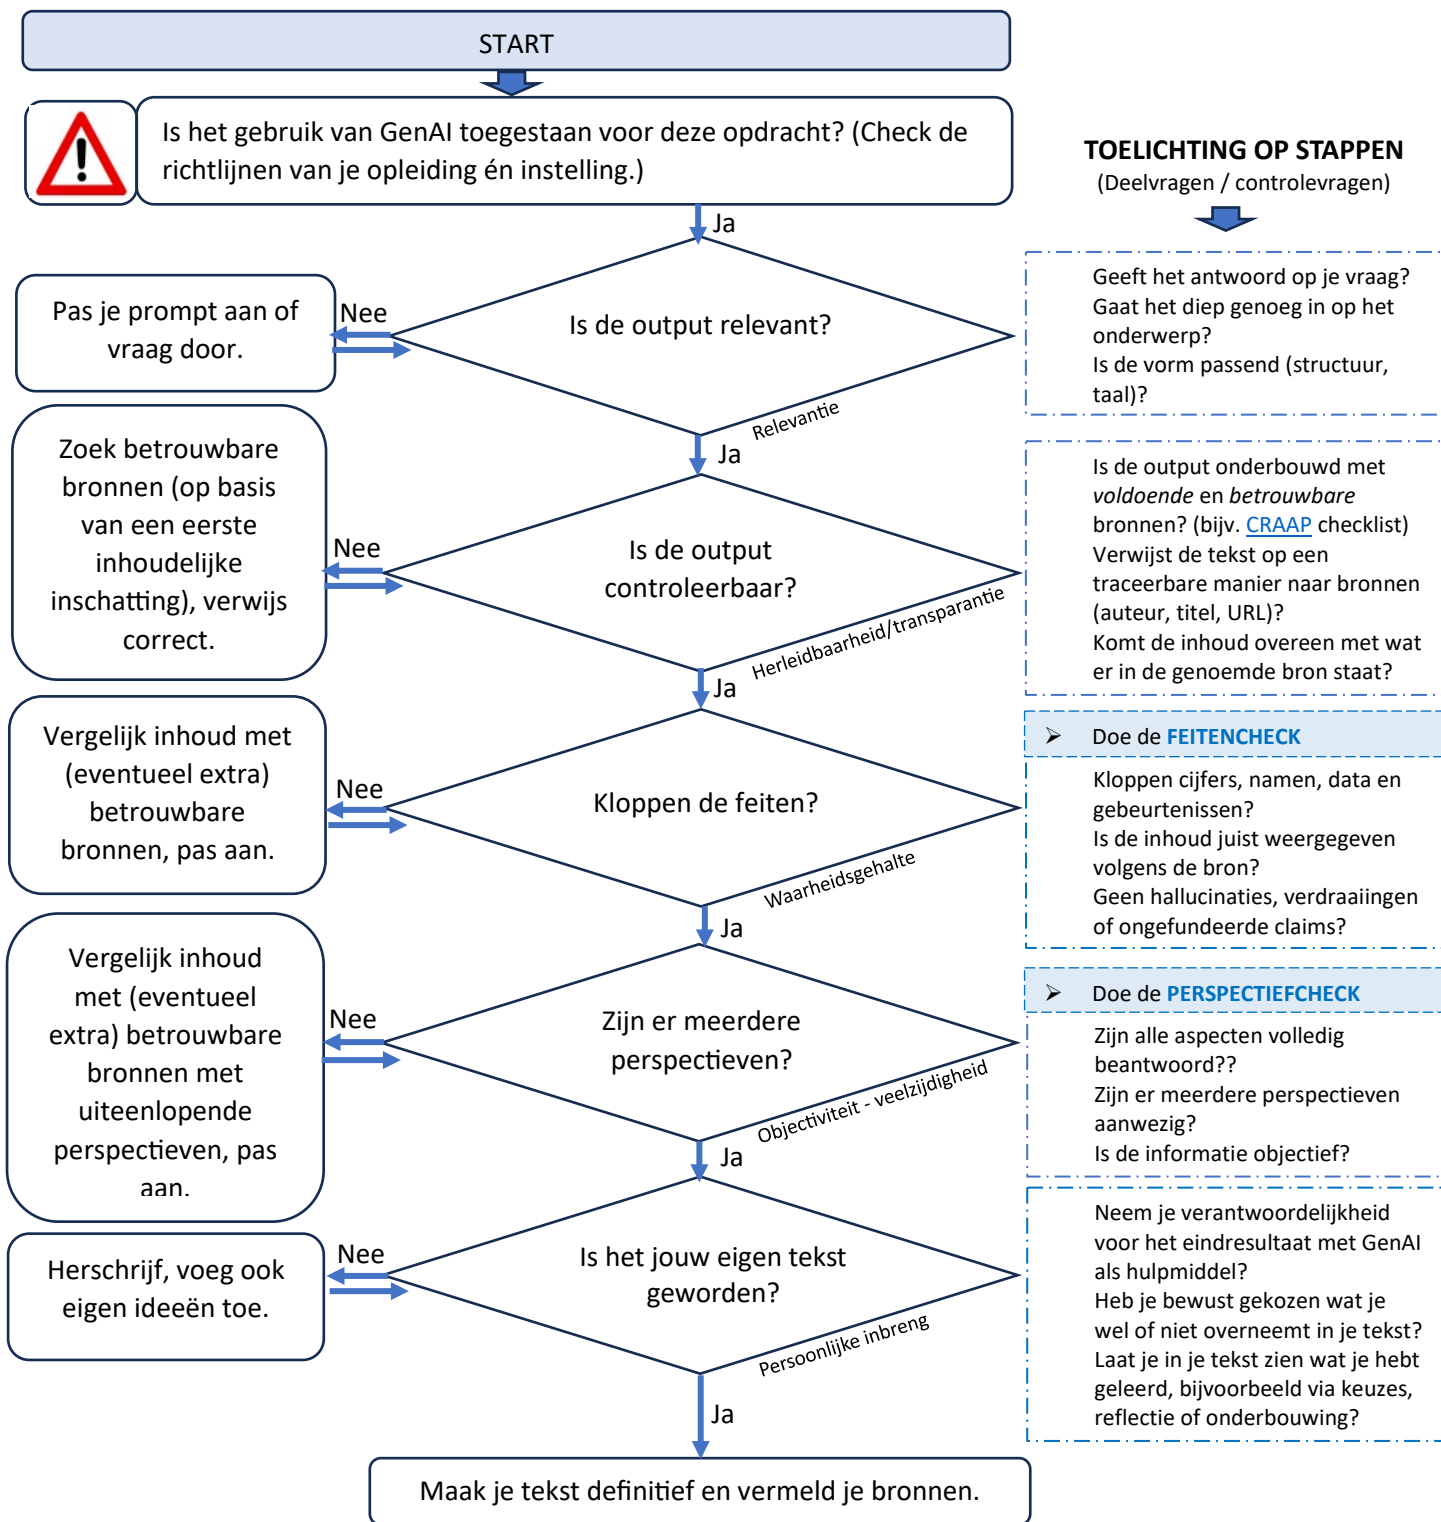 START
Is het gebruik van GenAI toegestaan voor deze opdracht? (Check de
richtlijnen van je opleiding én instelling.)
TOELICHTING OP STAPPEN
(Deelvragen / controlevragen)
Ja
Is de output relevant?
Relevantie
Nee
Pas je prompt aan of
vraag door.
Geeft het antwoord op je vraag?
Gaat het diep genoeg in op het
onderwerp?
Is de vorm passend (structuur,
taal)?
Ja
Is de output
controleerbaar?
Herleidbaarheid/transparantie
Nee
Zoek betrouwbare
bronnen (op basis
van een eerste
inhoudelijke
inschatting), verwijs
correct.
Is de output onderbouwd met
voldoende en betrouwbare
bronnen? (bijv. CRAAP checklist)
Verwijst de tekst op een
traceerbare manier naar bronnen
(auteur, titel, URL)?
Komt de inhoud overeen met wat
er in de genoemde bron staat?
Ja
Kloppen de feiten?
Waarheidsgehalte
Nee
Vergelijk inhoud met
(eventueel extra)
betrouwbare
bronnen, pas aan.
➢ Doe de FEITENCHECK
Kloppen cijfers, namen, data en
gebeurtenissen?
Is de inhoud juist weergegeven
volgens de bron?
Geen hallucinaties, verdraaiingen
of ongefundeerde claims?
Ja
Zijn er meerdere
perspectieven?
Objectiviteit - veelzijdigheid
Nee
Vergelijk inhoud
met (eventueel
extra) betrouwbare
bronnen met
uiteenlopende
perspectieven, pas
aan.
➢ Doe de PERSPECTIEFCHECK
Zijn alle aspecten volledig
beantwoord??
Zijn er meerdere perspectieven
aanwezig?
Is de informatie objectief?
Ja
Is het jouw eigen tekst
geworden?
Persoonlijke inbreng
Nee
Herschrijf, voeg ook
eigen ideeën toe.
Neem je verantwoordelijkheid
voor het eindresultaat met GenAI
als hulpmiddel?
Heb je bewust gekozen wat je
wel of niet overneemt in je tekst?
Laat je in je tekst zien wat je hebt
geleerd, bijvoorbeeld via keuzes,
reflectie of onderbouwing?
Ja
Maak je tekst definitief en vermeld je bronnen.